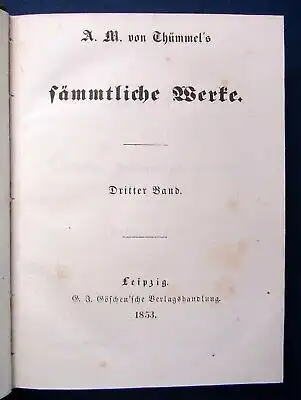 A. M. von Thümmel's
sämmtliche Werke.
Dritter Band.
Leipzig.
G. J. Göschen'sche Verlagshandlung.
1853.